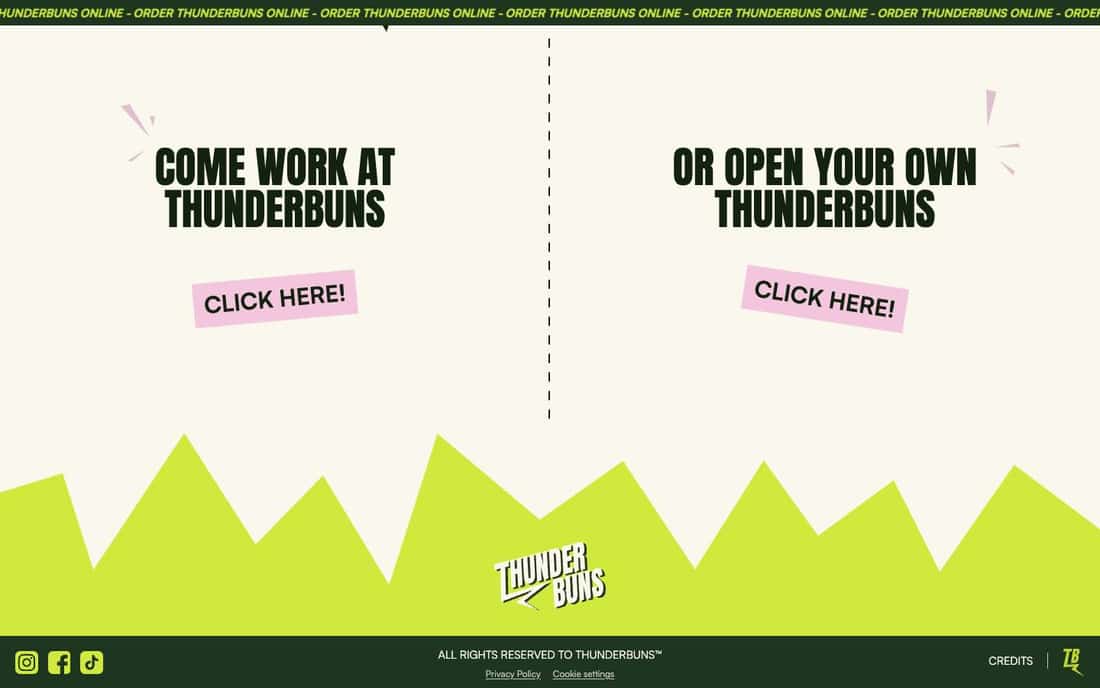 HUNDERBUNS ONLINE - ORDER THUNDERBUNS ONLINE - ORDER THUNDERBUNS ONLINE - ORDER THUNDERBUNS ONLINE - ORDER THUNDERBUNS ONLINE - ORDER THUNDERBUNS ONLINE - ORDER
COME WORK AT
THUNDERBUNS
CLICK HERE!
OR OPEN YOUR OWN
THUNDERBUNS
CLICK HERE!
THUNDER
BUNS
ALL RIGHTS RESERVED TO THUNDERBUNS™
Privacy Policy Cookie settings
CREDITS
TB